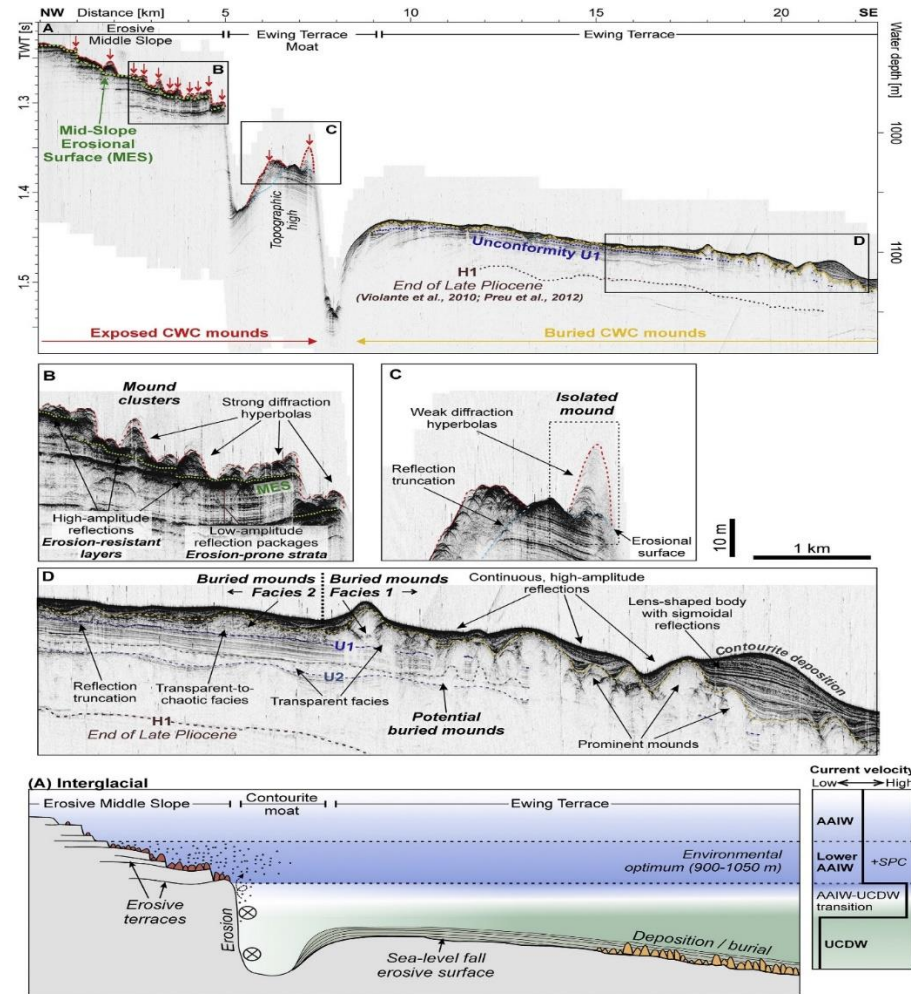 NW Distance [km] 5 10 15 20 SE
A Erosive Middle Slope Ewing Terrace Moat Ewing Terrace
TWT [s]
1.3
1.4
1.5
Water depth [m]
1000
1100
B
C
D
Mid-Slope
Erosional
Surface (MES)
Topographic
high
Unconformity U1
H1
End of Late Pliocene
(Violante et al., 2010; Preu et al., 2012)
Exposed CWC mounds
Buried CWC mounds
B
Mound
clusters
Strong diffraction
hyperbolas
MES
High-amplitude
reflections
Erosion-resistant
layers
Low-amplitude
reflection packages
Erosion-prone strata
C
Isolated
mound
Weak diffraction
hyperbolas
Reflection
truncation
Erosional
surface
10 m
1 km
D
Buried mounds
Facies 2
Buried mounds
Facies 1
Continuous, high-amplitude
reflections
Lens-shaped body
with sigmoidal
reflections
Contourite deposition
U1
U2
Reflection
truncation
Transparent-to-
chaotic facies
Transparent facies
H1
End of Late Pliocene
Potential
buried mounds
Prominent mounds
(A) Interglacial
Erosive Middle Slope
Contourite
moat
Ewing Terrace
Erosive
terraces
Erosion
Environmental
optimum (900-1050 m)
Sea-level fall
erosive surface
Deposition / burial
Current velocity
Low High
AAIW
Lower
AAIW
+SPC
AAIW-UCDW
transition
UCDW